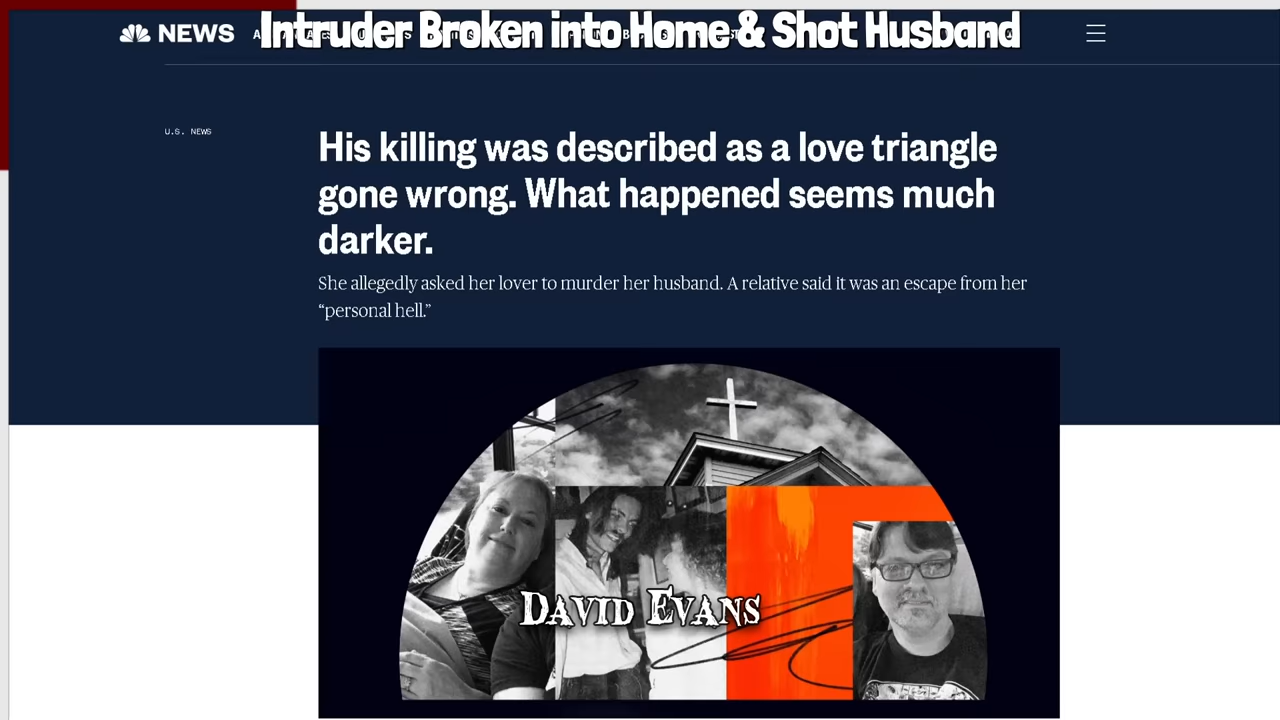 Intruder Broken into Home & Shot Husband
NEWS
U.S. NEWS
His killing was described as a love triangle
gone wrong. What happened seems much
darker.
She allegedly asked her lover to murder her husband. A relative said it was an escape from her
“personal hell.”
DAVID EVANS